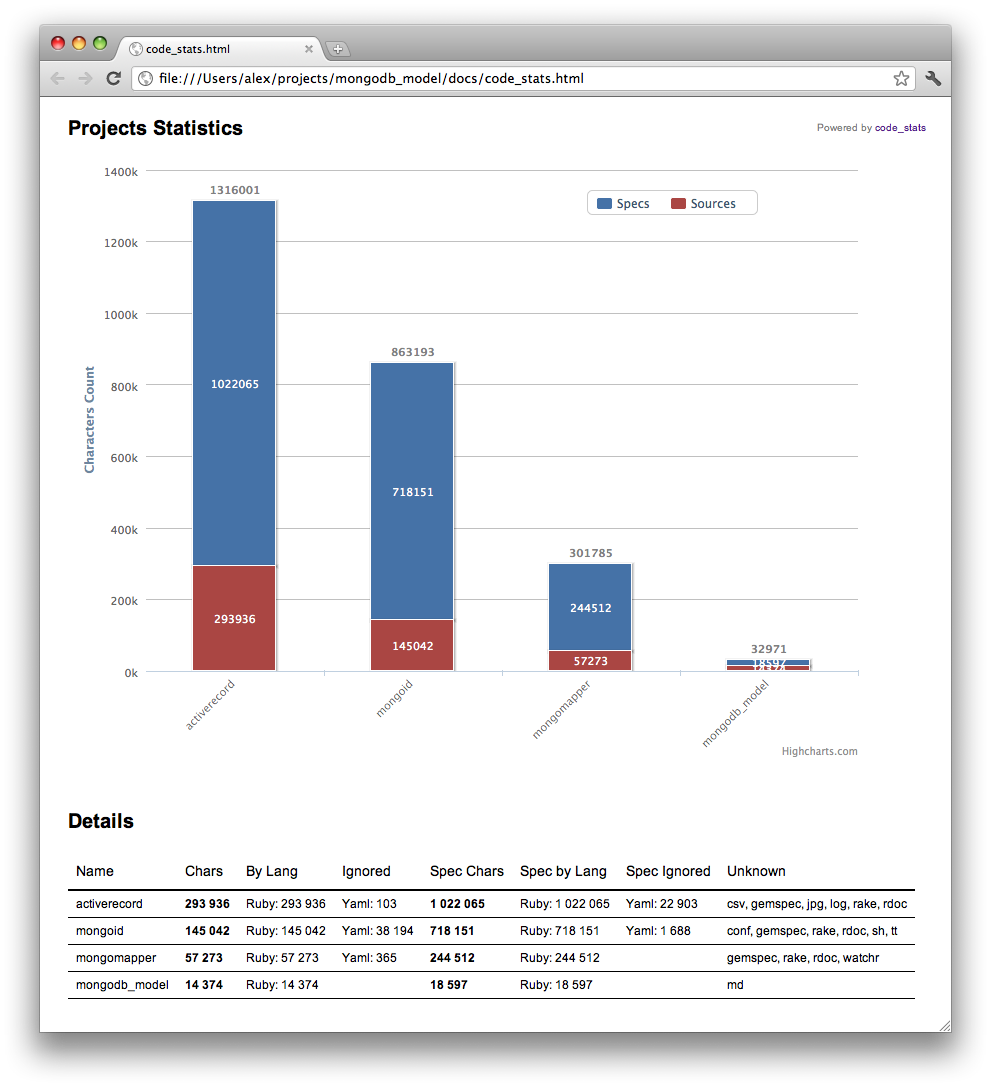 code_stats.html
file:///Users/alex/projects/mongodb_model/docs/code_stats.html
Projects Statistics
Powered by code_stats
1400k
1316001
Specs Sources
1200k
1000k
863193
Characters Count
800k
1022065
600k
718151
400k
301785
244512
200k
293936
145042
57273
32971
18597
14374
0k
activerecord
mongoid
mongomapper
mongodb_model
Highcharts.com
Details
Name Chars By Lang Ignored Spec Chars Spec by Lang Spec Ignored Unknown
activerecord 293 936 Ruby: 293 936 Yaml: 103 1 022 065 Ruby: 1 022 065 Yaml: 22 903 csv, gemspec, jpg, log, rake, rdoc
mongoid 145 042 Ruby: 145 042 Yaml: 38 194 718 151 Ruby: 718 151 Yaml: 1 688 conf, gemspec, rake, rdoc, sh, tt
mongomapper 57 273 Ruby: 57 273 Yaml: 365 244 512 Ruby: 244 512 gemspec, rake, rdoc, watchr
mongodb_model 14 374 Ruby: 14 374 18 597 Ruby: 18 597 md